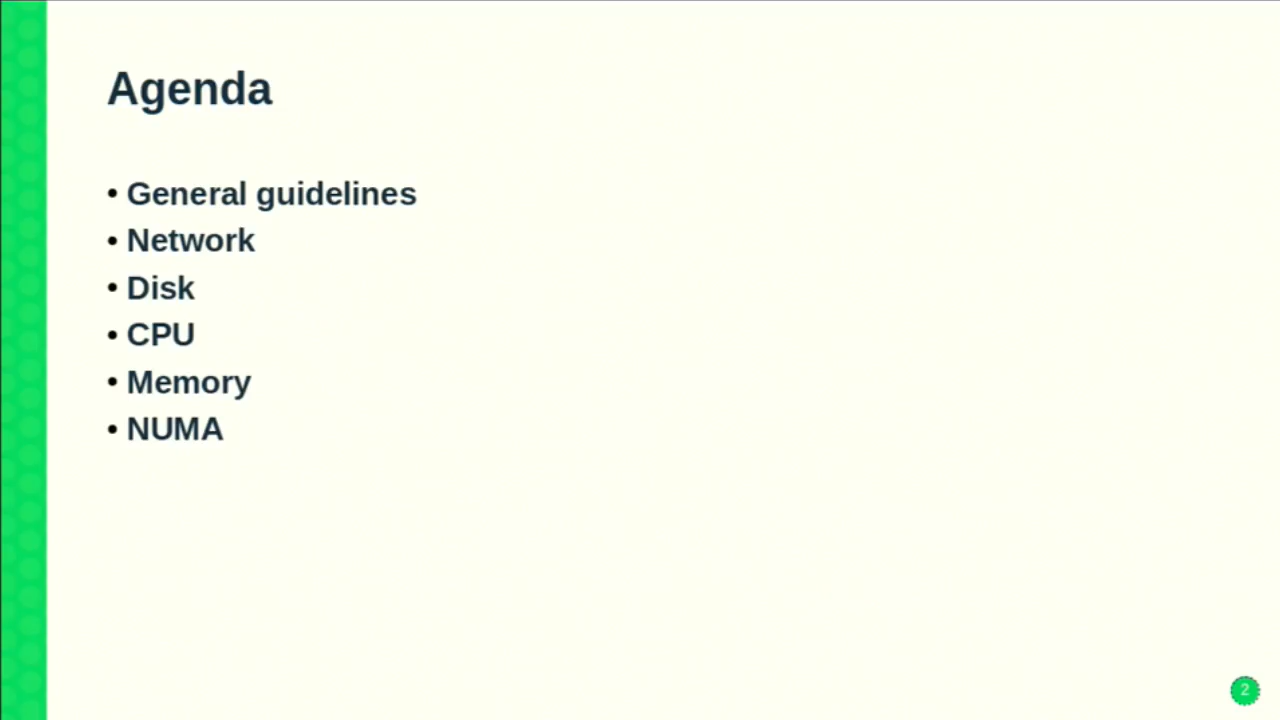 Agenda
• General guidelines
• Network
• Disk
• CPU
• Memory
• NUMA
2